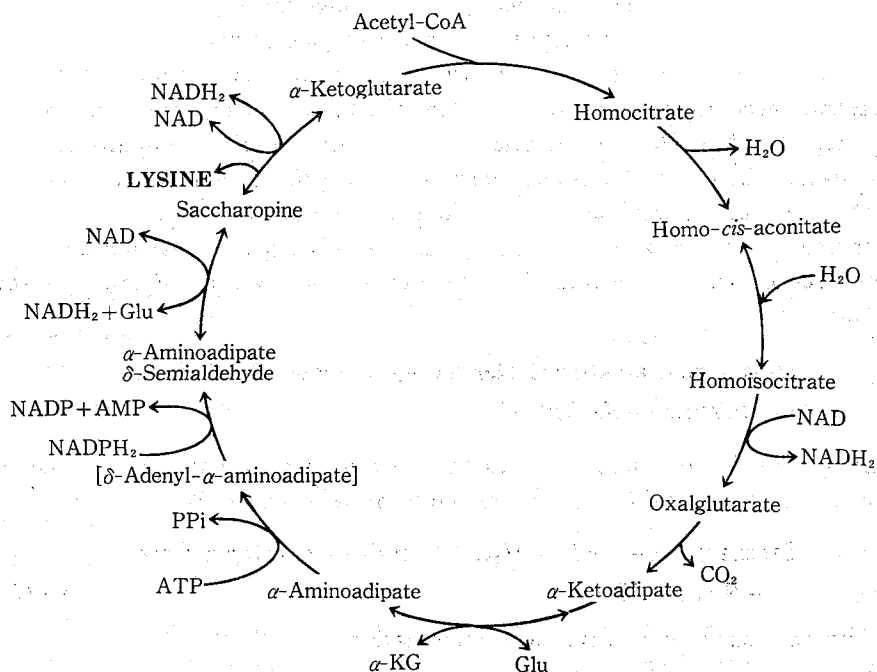 Acetyl-CoA
α-Ketoglutarate
Homocitrate
H₂O
Homo-cis-aconitate
H₂O
Homoisocitrate
NAD
NADH₂
Oxalglutarate
CO₂
α-Ketoadipate
α-KG
Glu
α-Aminoadipate
ATP
PPi
[δ-Adenyl-α-aminoadipate]
NADPH₂
NADP+AMP
α-Aminoadipate
δ-Semialdehyde
NADH₂+Glu
NAD
Saccharopine
LYSINE
NAD
NADH₂